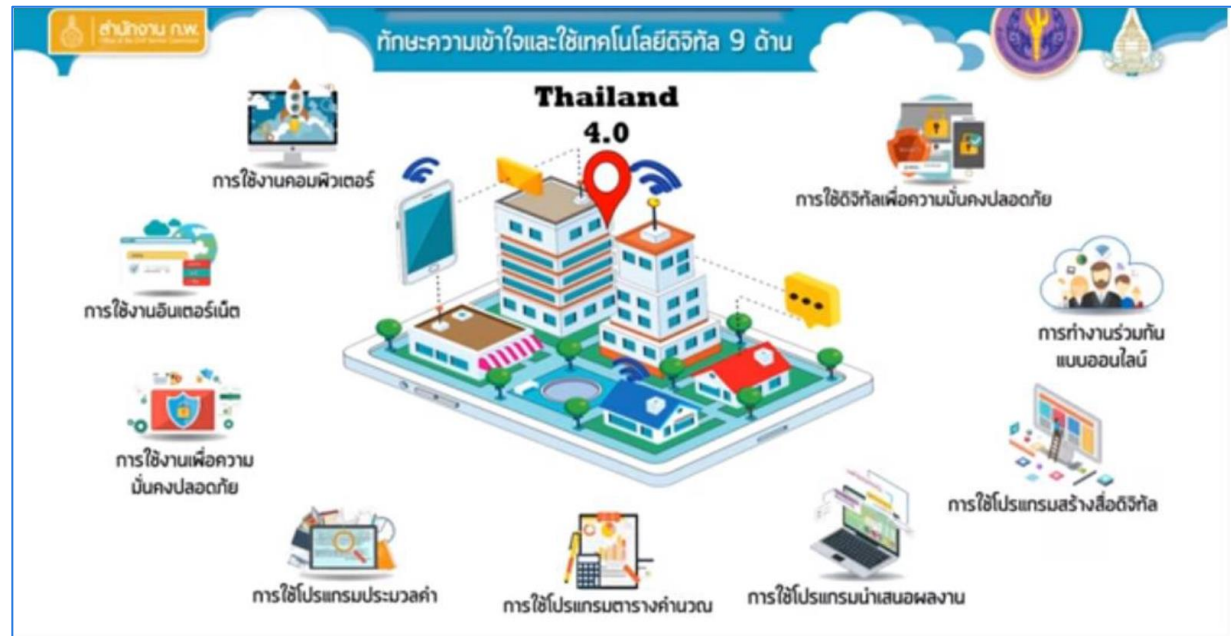 สำนักงาน ก.พ.
Office of the Civil Service Commission
ทักษะความเข้าใจและใช้เทคโนโลยีดิจิทัล 9 ด้าน
Thailand
4.0
การใช้งานคอมพิวเตอร์
การใช้ดิจิทัลเพื่อความมั่นคงปลอดภัย
การใช้งานอินเตอร์เน็ต
การทำงานร่วมกัน
แบบออนไลน์
การใช้งานเพื่อความ
มั่นคงปลอดภัย
การใช้โปรแกรมสร้างสื่อดิจิทัล
การใช้โปรแกรมประมวลคำ
การใช้โปรแกรมตารางคำนวณ
การใช้โปรแกรมนำเสนอผลงาน